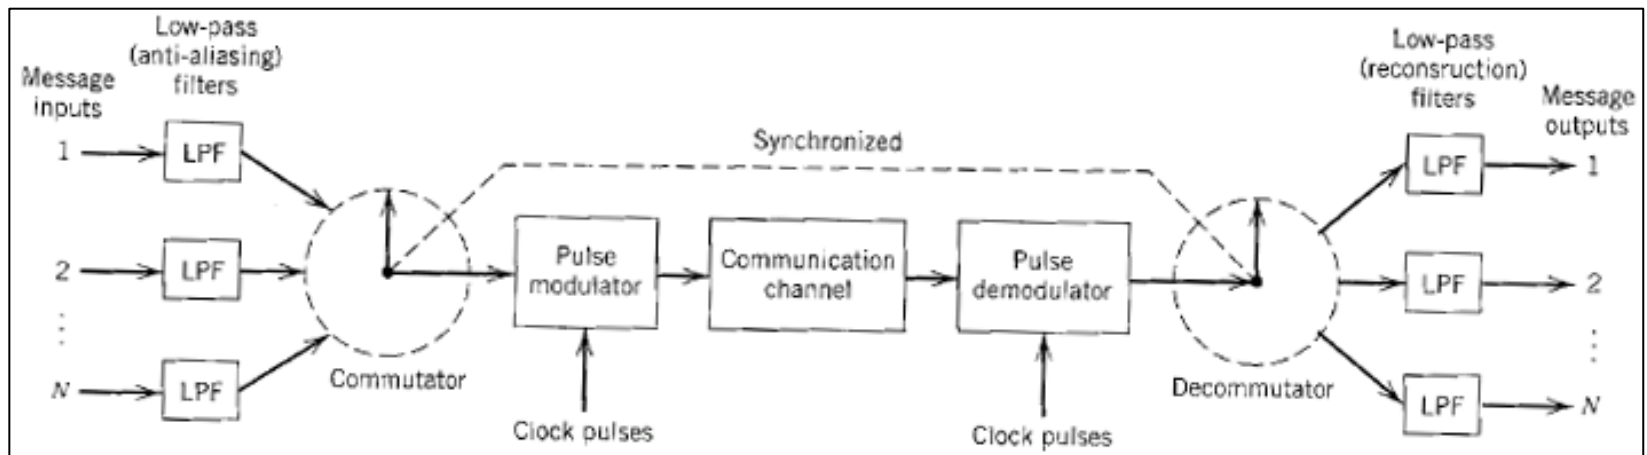 Low-pass
(anti-aliasing)
filters
Message
inputs
1
LPF
2
LPF
⋮
N
LPF
Commutator
Synchronized
Pulse
modulator
Clock pulses
Communication
channel
Pulse
demodulator
Clock pulses
Decommutator
Low-pass
(reconsruction)
filters
Message
outputs
LPF
1
LPF
2
⋮
LPF
N